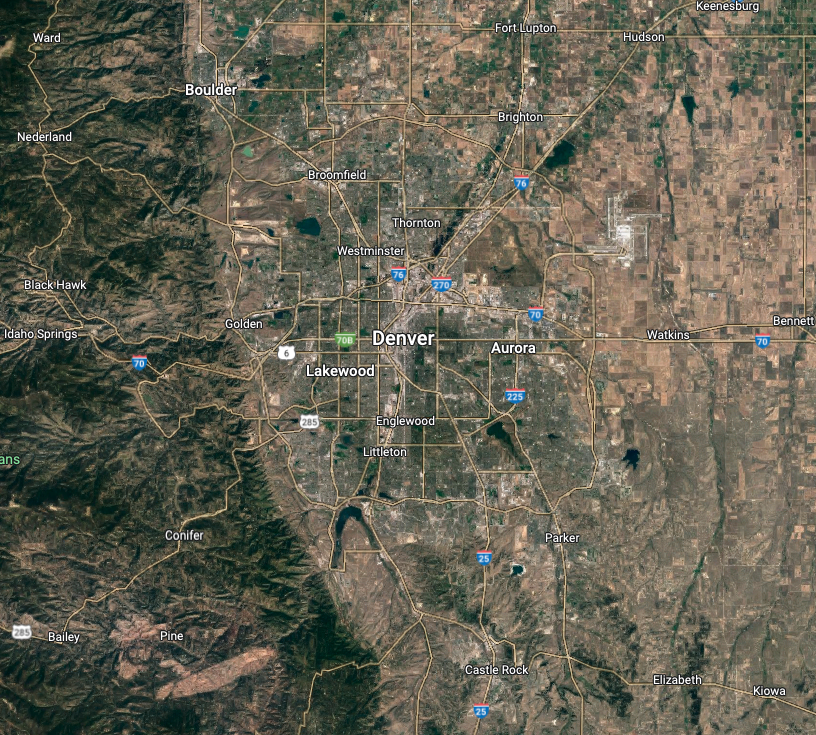 Keenesburg
Fort Lupton
Ward
Hudson
Boulder
Brighton
Nederland
Broomfield
76
Thornton
Westminster
76
270
Black Hawk
70
Bennett
Golden
Idaho Springs
Watkins
70B
Denver
70
6
Aurora
70
Lakewood
225
285
Englewood
Littleton
ans
Conifer
Parker
25
285
Bailey
Pine
Castle Rock
Elizabeth
Kiowa
25